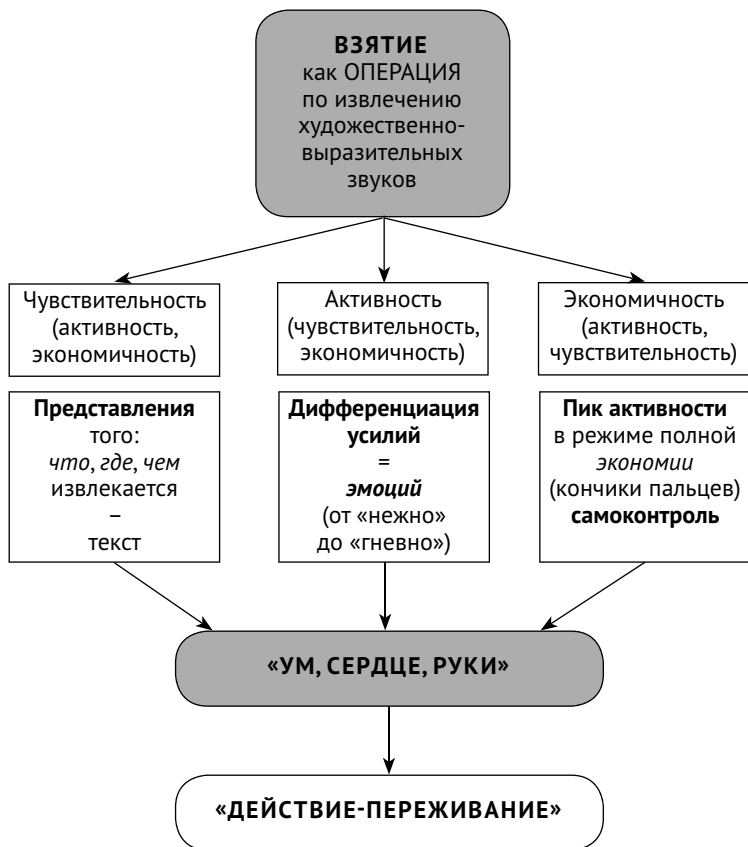 ВЗЯТИЕ
как ОПЕРАЦИЯ
по извлечению
художественно-
выразительных
звуков
Чувствительность
(активность,
экономичность)
Активность
(чувствительность,
экономичность)
Экономичность
(активность,
чувствительность)
Представления
того:
что, где, чем
извлекается
–
текст
Дифференциация
усилий
=
эмоций
(от «нежно»
до «гневно»)
Пик активности
в режиме полной
экономии
(кончики пальцев)
самоконтроль
«УМ, СЕРДЦЕ, РУКИ»
«ДЕЙСТВИЕ-ПЕРЕЖИВАНИЕ»